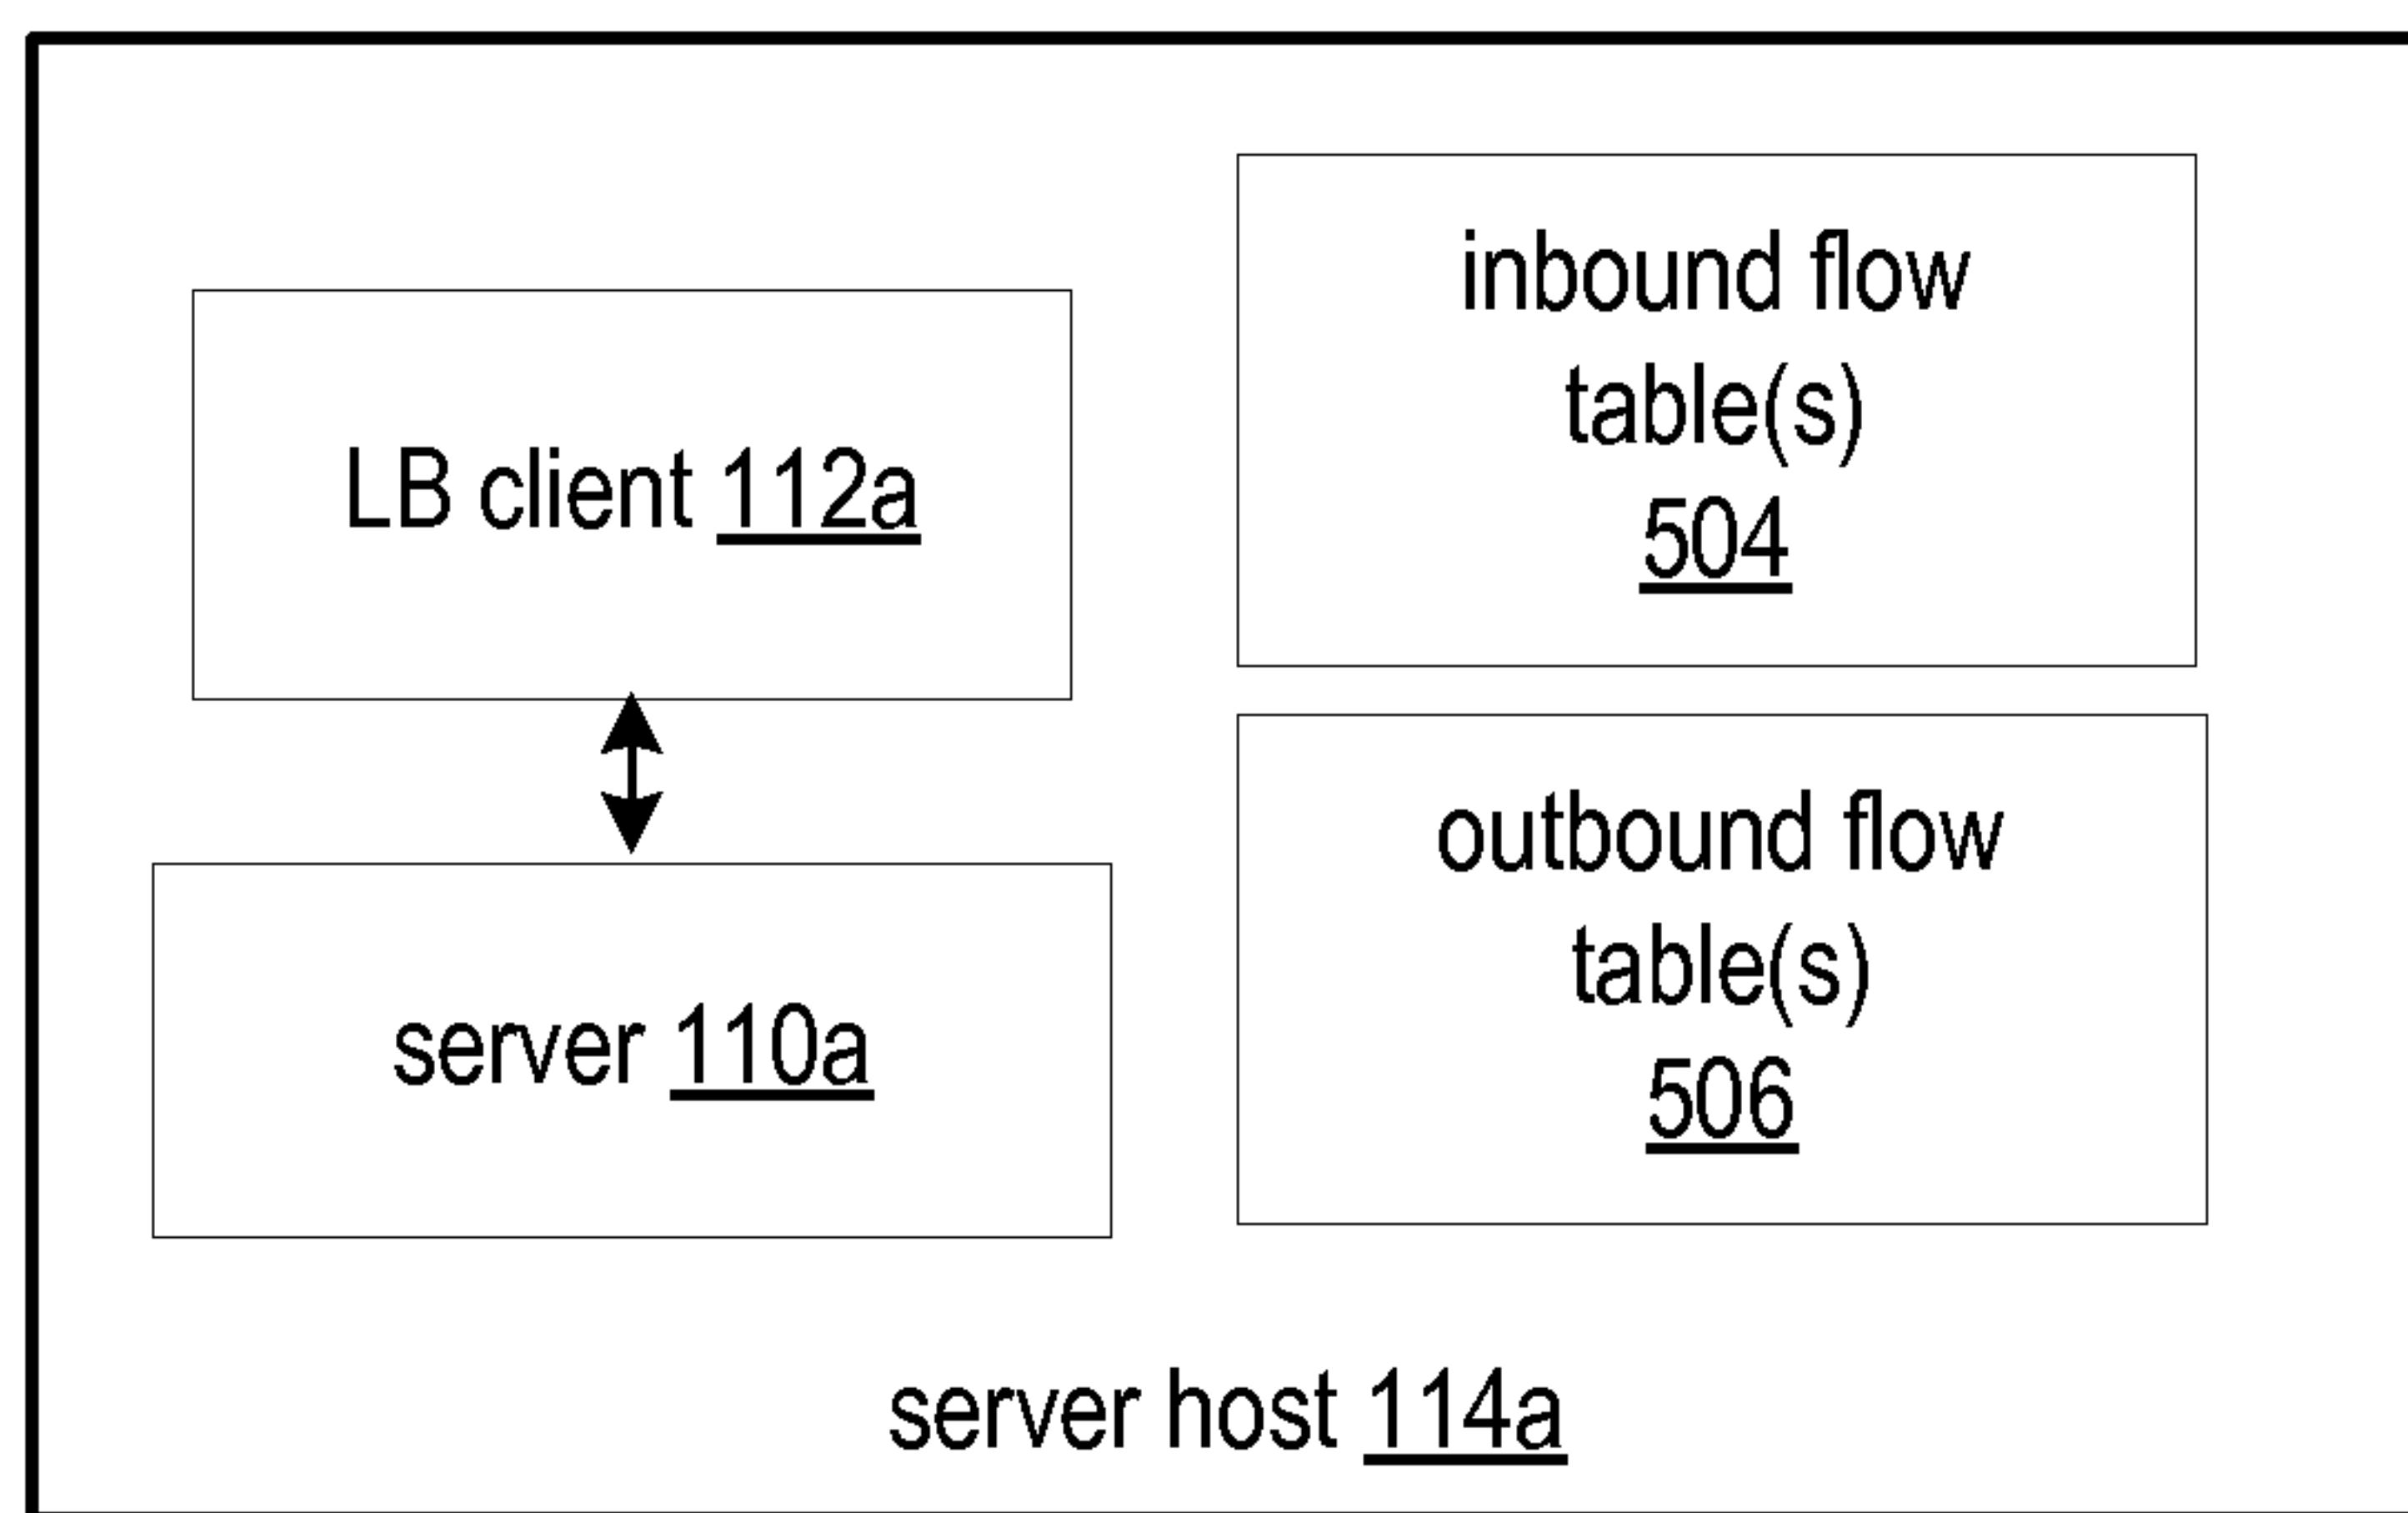 LB client 112a
server 110a
inbound flow
table(s)
504
outbound flow
table(s)
506
server host 114a